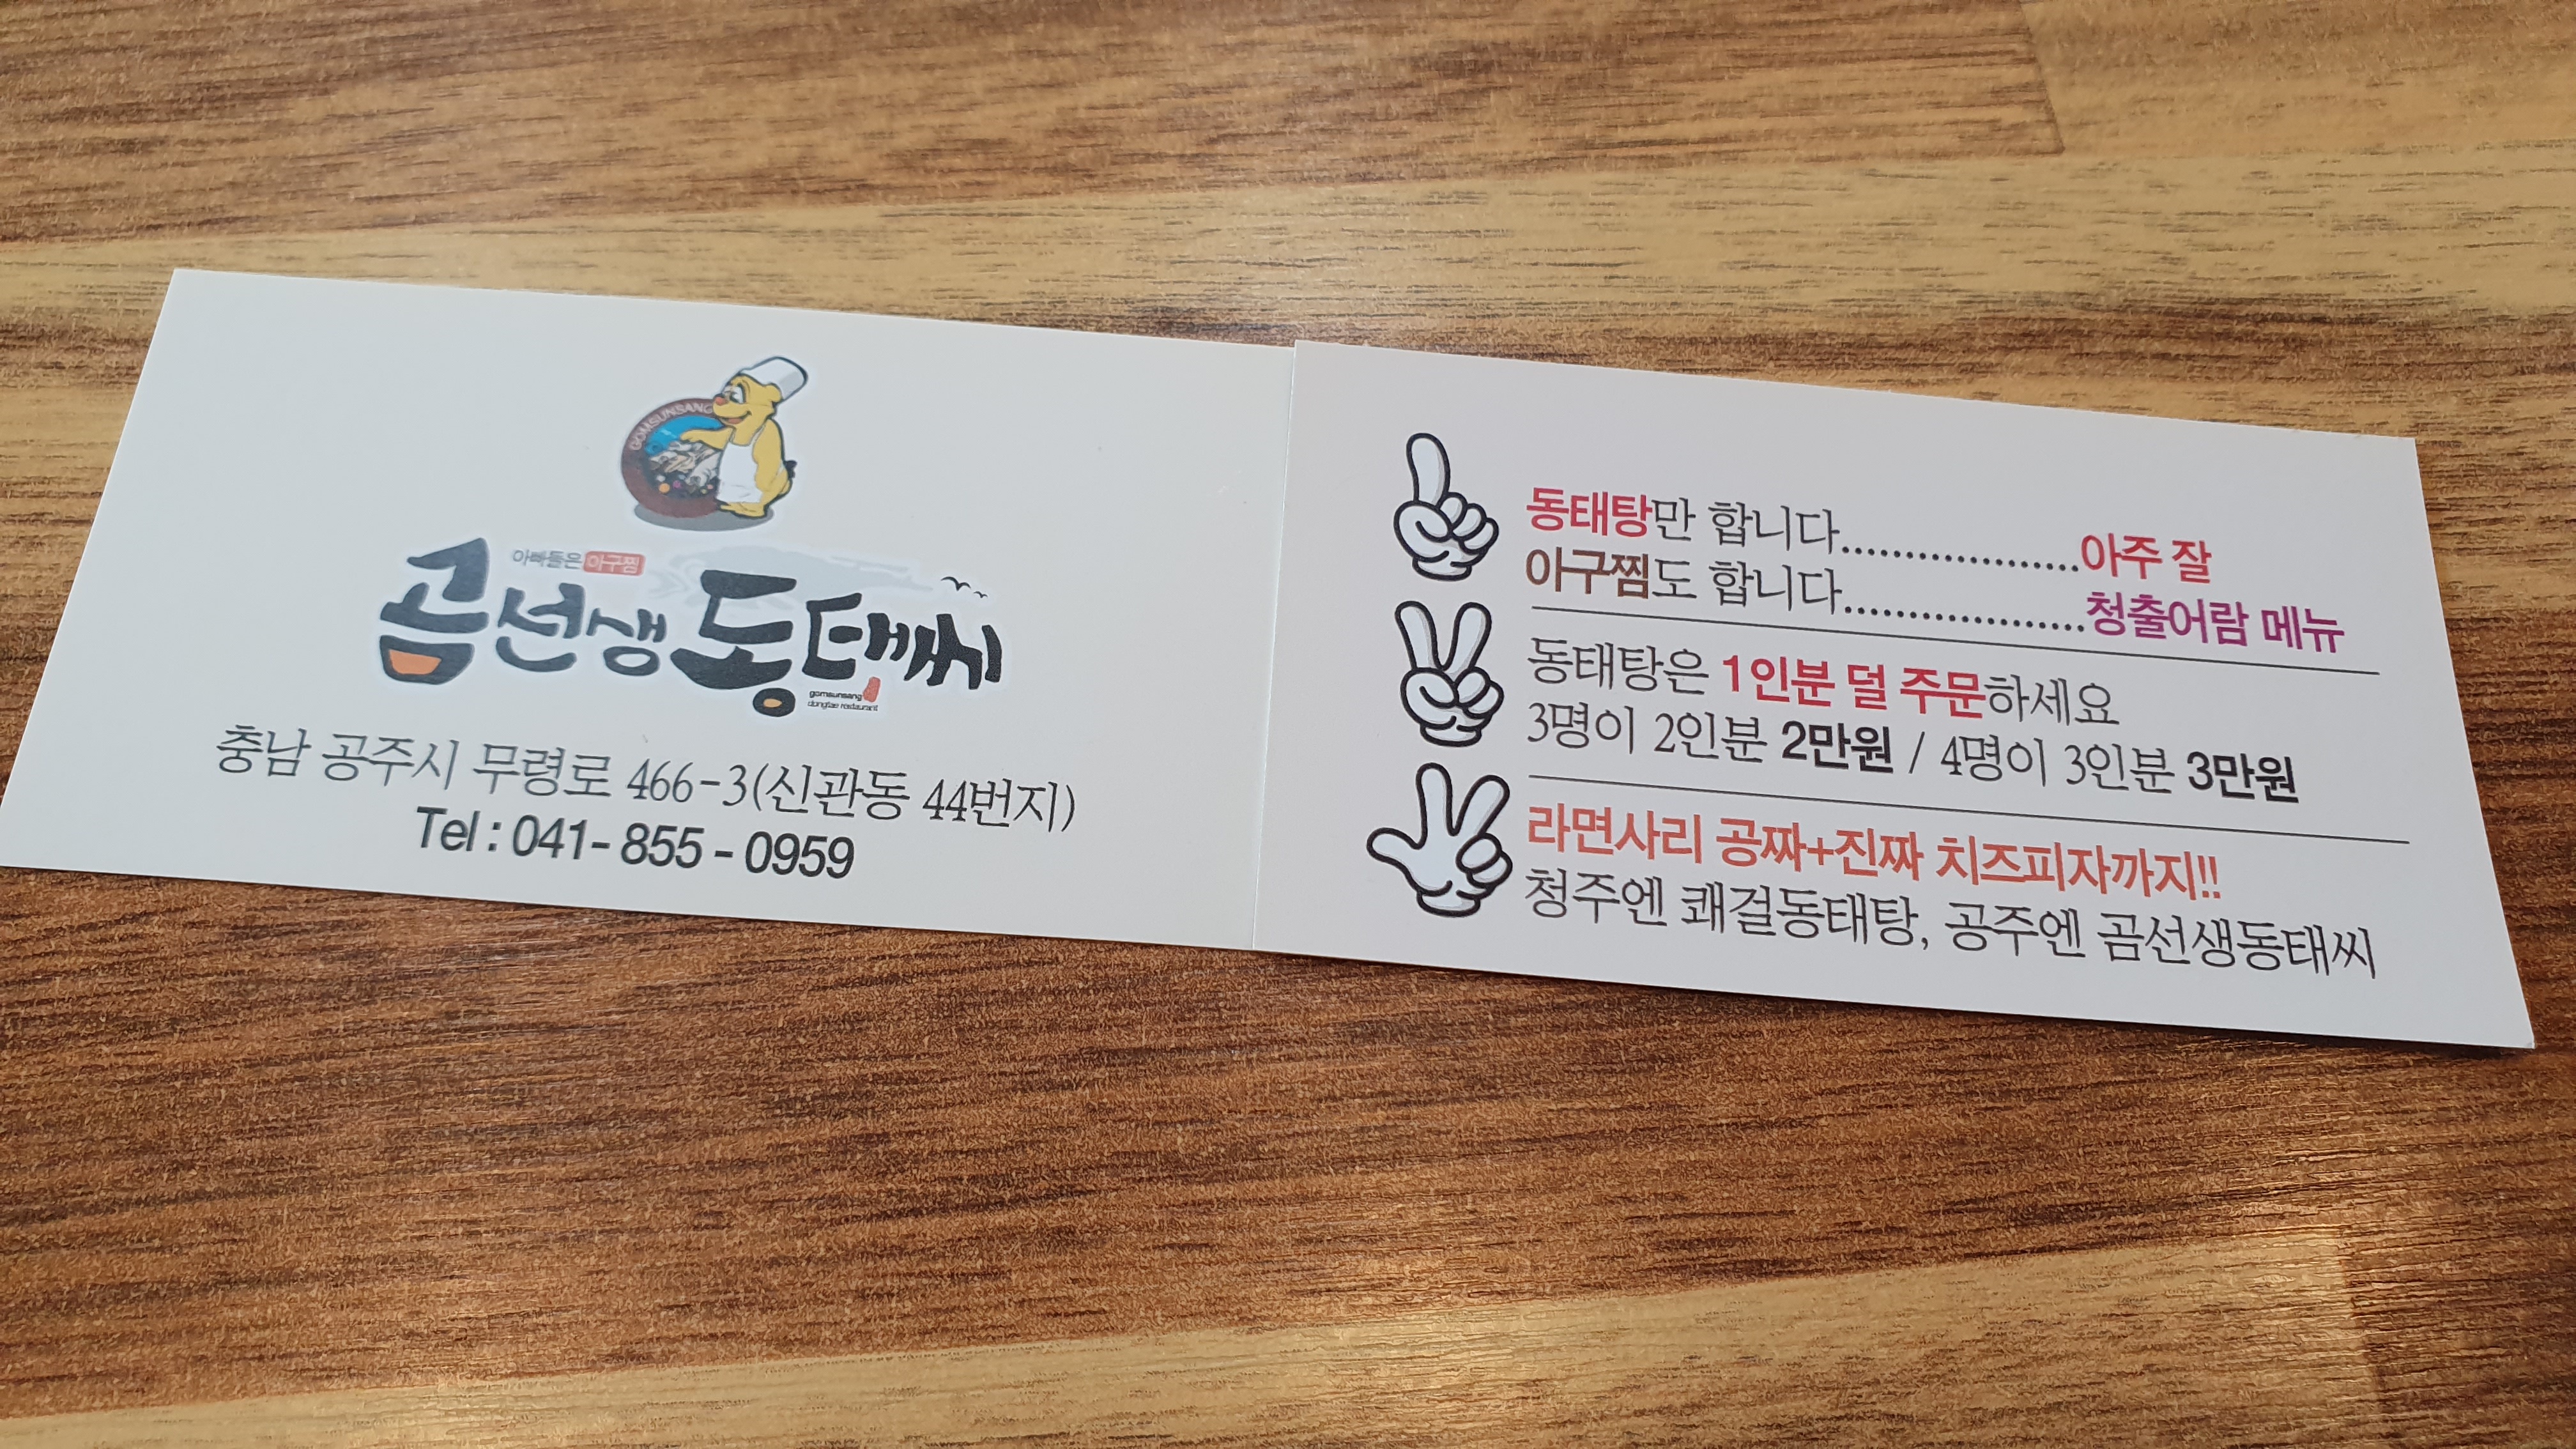 GOMSUNSANG
아빠들은 아구찜
곰선생 동태씨
gomsunsang
dongtae restaurant
충남 공주시 무령로 466-3(신관동 44번지)
Tel : 041- 855 - 0959
동태탕만 합니다...................아주 잘
아구찜도 합니다...................청출어람 메뉴
동태탕은 1인분 덜 주문하세요
3명이 2인분 2만원 / 4명이 3인분 3만원
라면사리 공짜+진짜 치즈피자까지!!
청주엔 쾌걸동태탕, 공주엔 곰선생동태씨